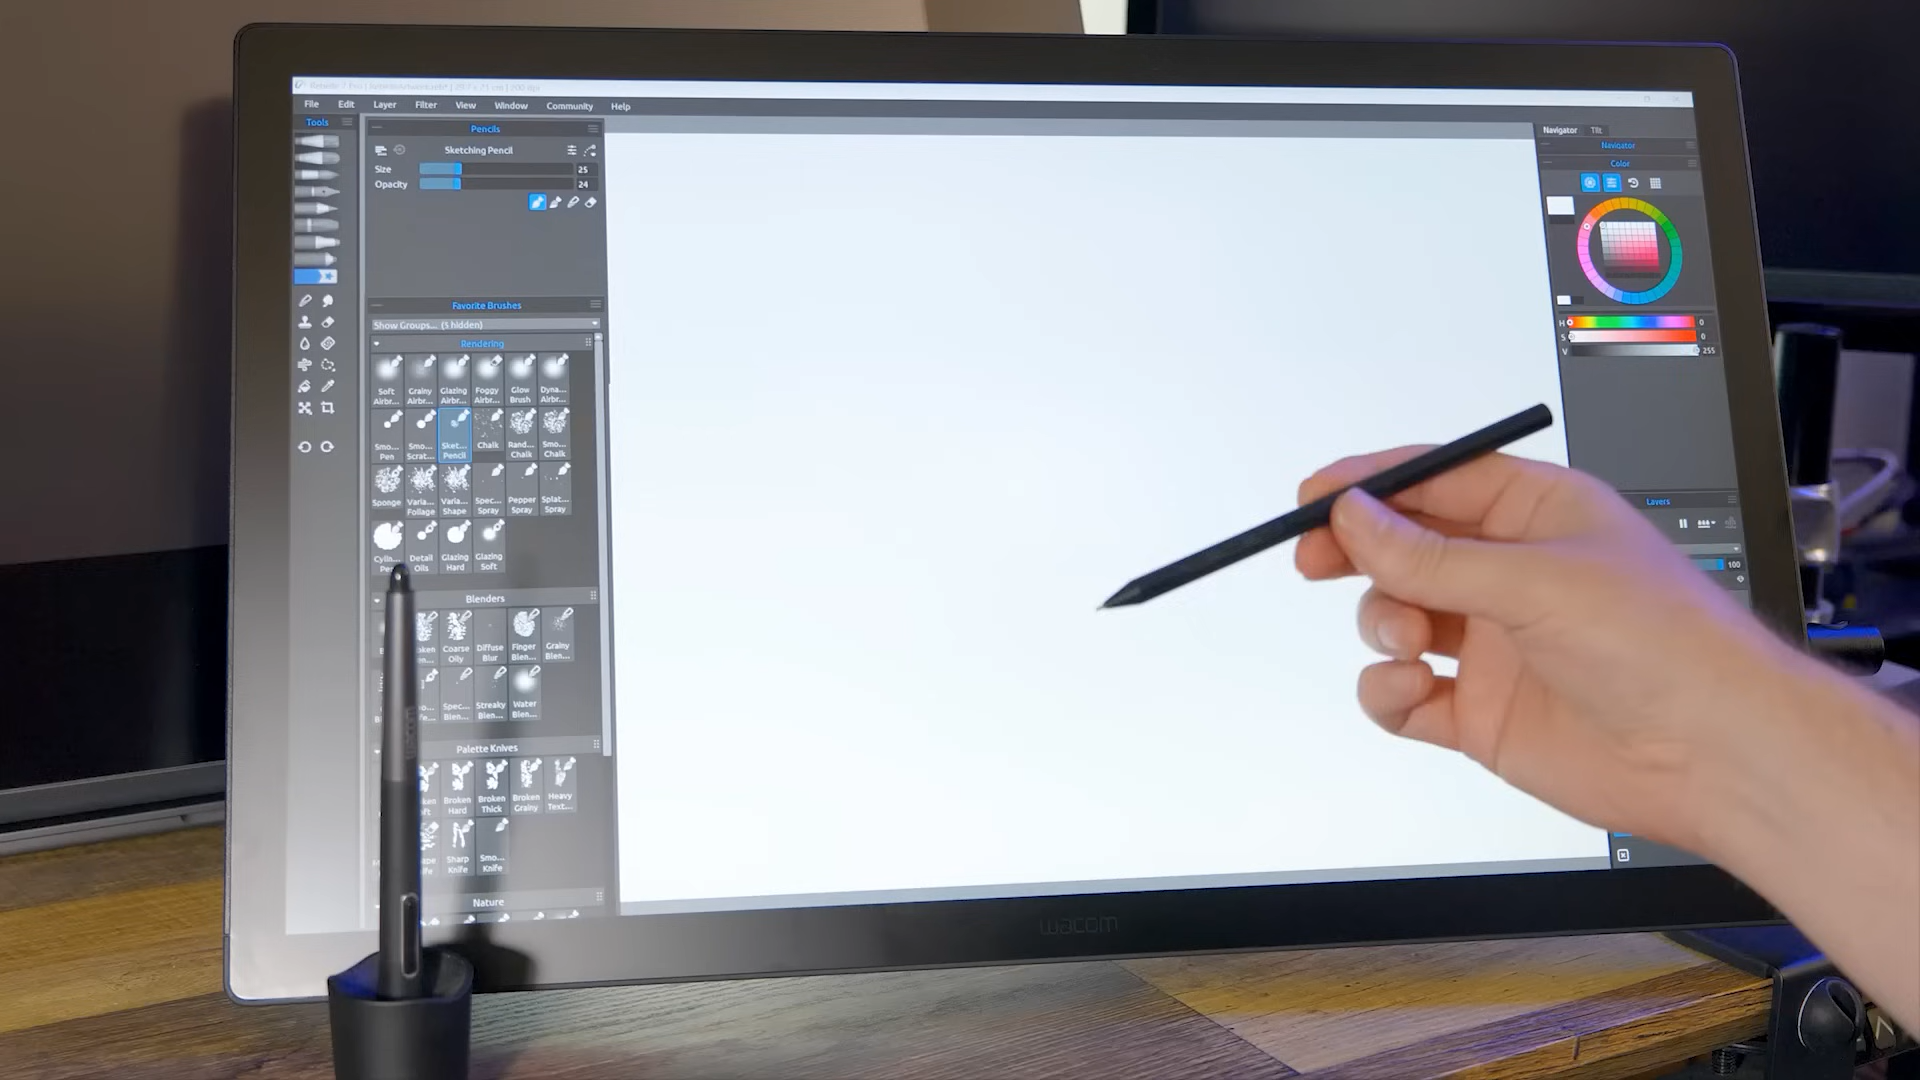 File Edit Layer Filter View Window Community Help
Tools
Pencils
Sketching Pencil
Size 25
Opacity 24
Favorite Brushes
Show Groups... (5 hidden)
Rendering
Soft Airbr... Grainy Airbr... Glazing Airbr... Foggy Airbr... Glow Brush Dyna... Airbr...
Smo... Pen Smo... Scrat... Sket... Pencil Chalk Rand... Chalk Smo... Chalk
Sponge Varia... Foliage Varia... Shape Spec... Spray Pepper Spray Splat... Spray
Cylin... Detail Oils Glazing Hard Glazing Soft
Blenders
Coarse Oily Diffuse Blur Finger Blen... Grainy Blen...
Spec... Blen... Streaky Blen... Water Blen...
Palette Knives
Broken Hard Broken Thick Broken Grainy Heavy Text...
Sharp Knife Smo... Knife
Nature
Navigator Tilt
Navigator
Color
H 0
S 0
V 255
Layers
100
wacom
wacom